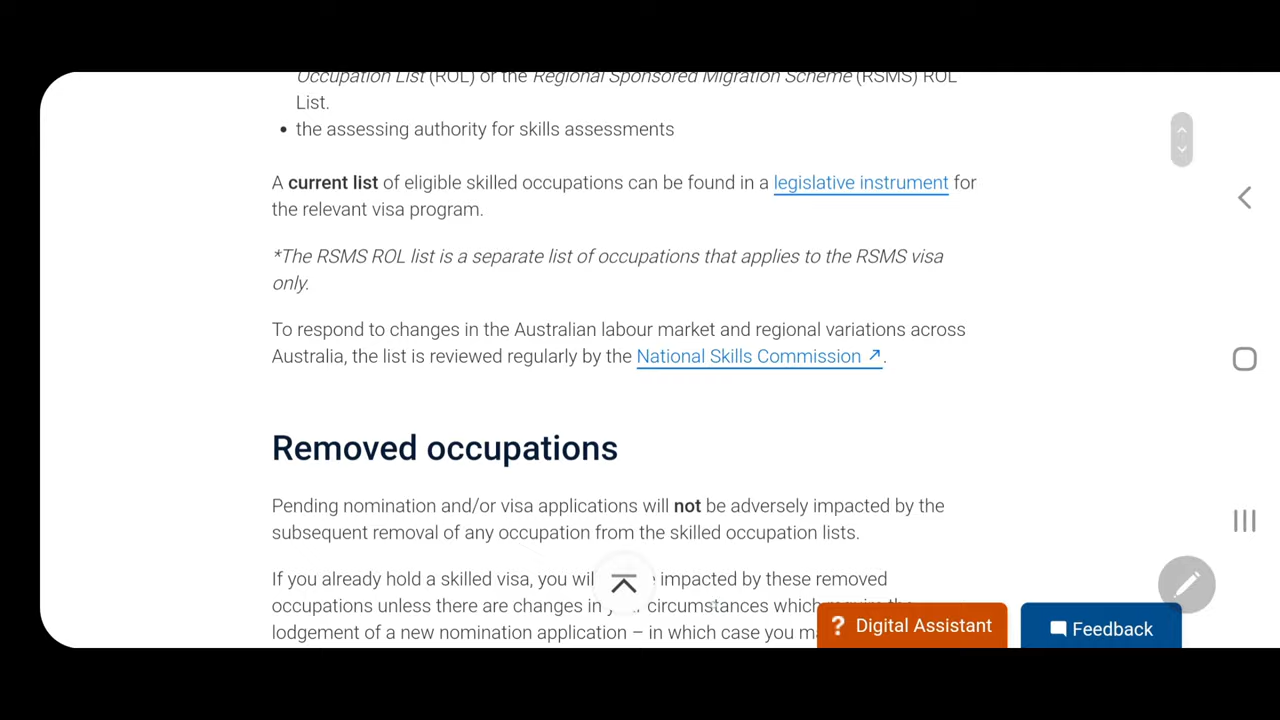 Occupation List (ROL) or the Regional Sponsored Migration Scheme (RSMS) ROL
List.
• the assessing authority for skills assessments
A current list of eligible skilled occupations can be found in a legislative instrument for
the relevant visa program.
*The RSMS ROL list is a separate list of occupations that applies to the RSMS visa
only.
To respond to changes in the Australian labour market and regional variations across
Australia, the list is reviewed regularly by the National Skills Commission ↗.
Removed occupations
Pending nomination and/or visa applications will not be adversely impacted by the
subsequent removal of any occupation from the skilled occupation lists.
If you already hold a skilled visa, you will impacted by these removed
occupations unless there are changes in circumstances which require the
lodgement of a new nomination application – in which case you
? Digital Assistant
Feedback